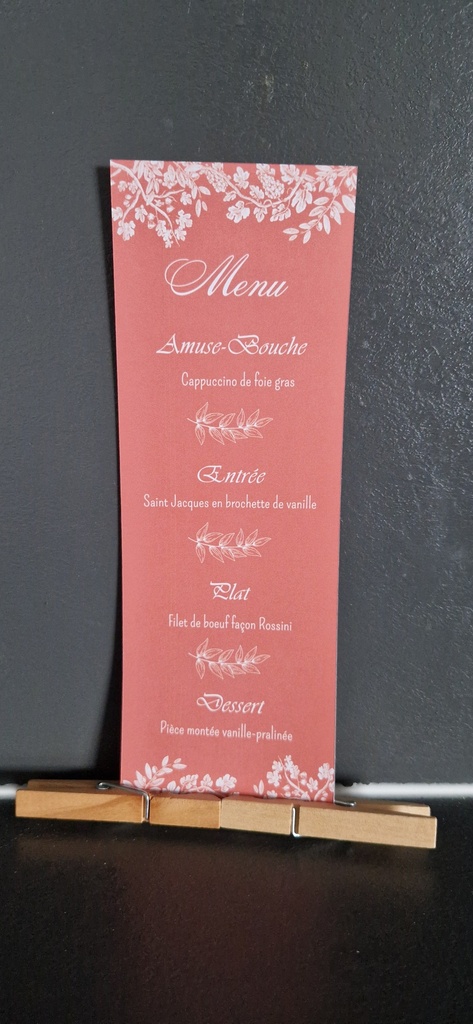 Menu
Amuse-Bouche
Cappuccino de foie gras
Entrée
Saint Jacques en brochette de vanille
Plat
Filet de boeuf façon Rossini
Dessert
Pièce montée vanille-pralinée